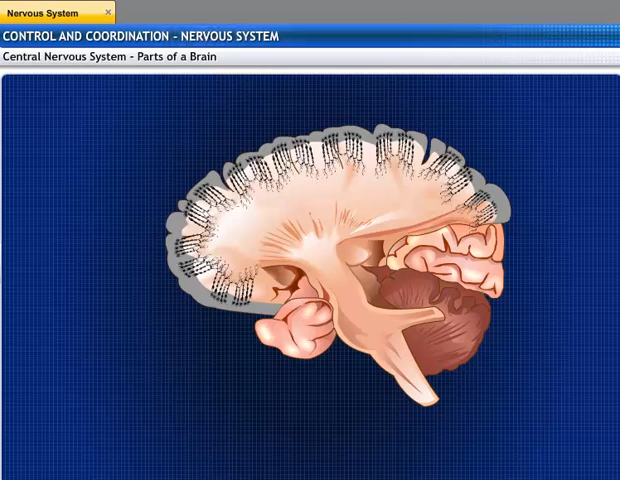 Nervous System
CONTROL AND COORDINATION - NERVOUS SYSTEM
Central Nervous System - Parts of a Brain